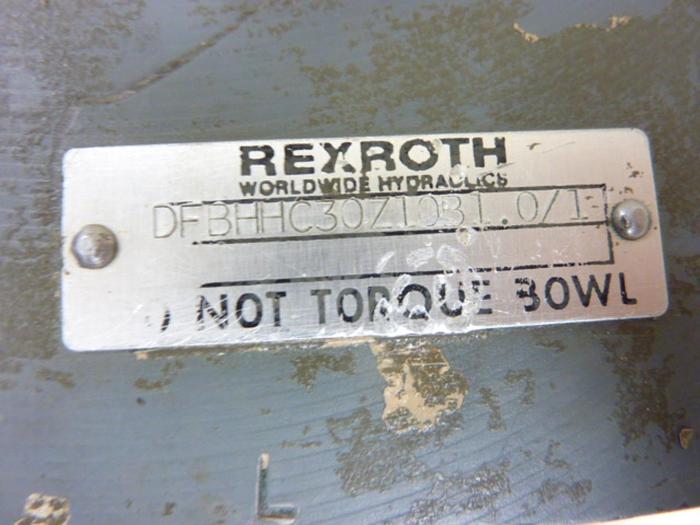 REXROTH
WORLDWIDE HYDRAULICS
DFBHHC30Z10B1.0/1
NOT TORQUE BOWL
L